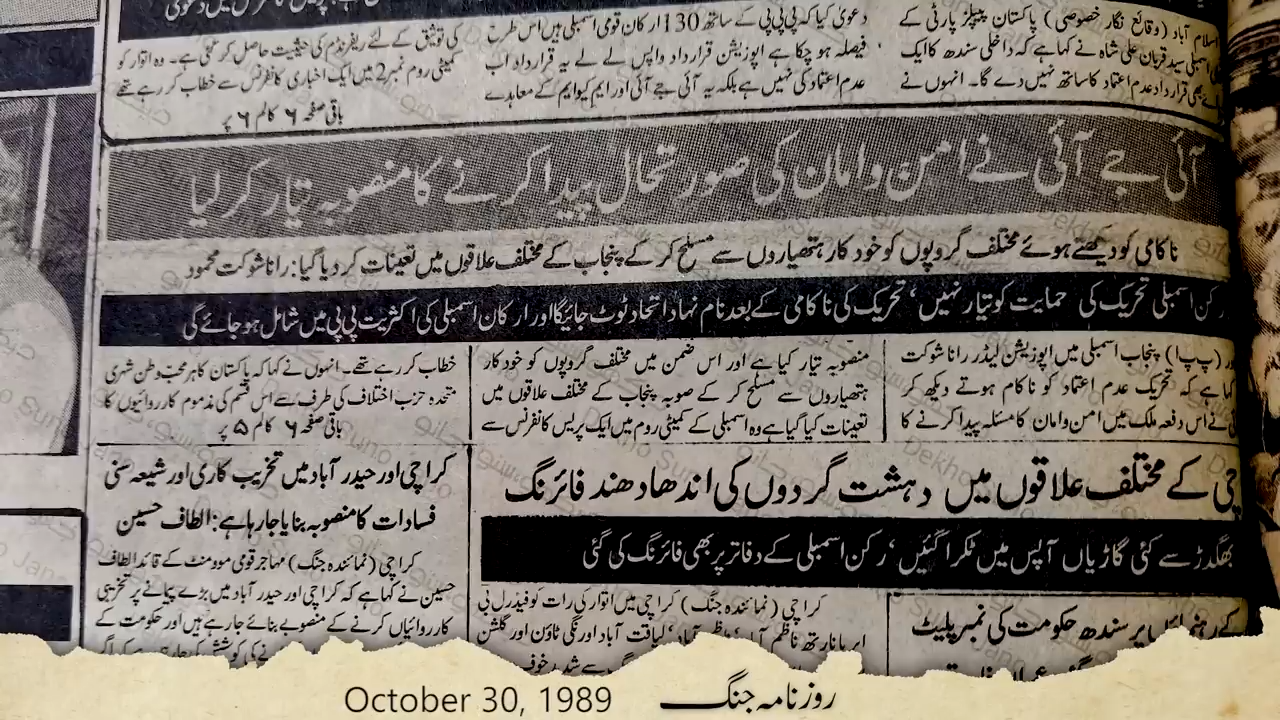 اسلام آباد (وقائع نگار خصوصی) پاکستان پیپلز پارٹی کے
اسمبلی سید قربان علی شاہ نے کہا ہے کہ داخلی سندھ کا ایک
بھی قرارداد عدم اعتماد کا ساتھ نہیں دے گا۔ انہوں نے
دعویٰ کیا کہ پی پی پی کے ساتھ 130 ارکان قومی اسمبلی ہیں اس طرح
فیصلہ ہو چکا ہے اپوزیشن قرارداد واپس لے لے یہ قرارداد اب
عدم اعتماد کی نہیں ہے بلکہ یہ آئی جے آئی اور ایم کیو ایم کے معاہدے
کی توثیق کے لئے ریفرنڈم کی حیثیت حاصل کر گئی ہے۔ وہ اتوار کو
کمیٹی روم نمبر 2 میں ایک اخباری کانفرنس سے خطاب کر رہے تھے
باقی صفحہ ۶ کالم ۶ پر
آئی جے آئی نے امن و امان کی صورتحال پیدا کرنے کا منصوبہ تیار کر لیا
ناکامی کو دیکھتے ہوئے مختلف گروپوں کو خود کار ہتھیاروں سے مسلح کر کے پنجاب کے مختلف علاقوں میں تعینات کر دیا گیا: رانا شوکت محمود
رکن اسمبلی تحریک کی حمایت کو تیار نہیں، تحریک کی ناکامی کے بعد نام نہاد اتحاد ٹوٹ جائیگا اور ارکان اسمبلی کی اکثریت پی پی میں شامل ہو جائے گی
(پ پ ا) پنجاب اسمبلی میں اپوزیشن لیڈر رانا شوکت
کہا ہے کہ تحریک عدم اعتماد کو ناکام ہوتے دیکھ کر
نے اس دفعہ ملک میں امن و امان کا مسئلہ پیدا کرنے کا
منصوبہ تیار کیا ہے اور اس ضمن میں مختلف گروپوں کو خود کار
ہتھیاروں سے مسلح کر کے صوبہ پنجاب کے مختلف علاقوں میں
تعینات کیا گیا ہے وہ اسمبلی کے کمیٹی روم میں ایک پریس کانفرنس سے
خطاب کر رہے تھے۔ انہوں نے کہا کہ پاکستان کا ہر محب وطن شہری
متحدہ حزب اختلاف کی طرف سے اس قسم کی مذموم کارروائیوں کا
باقی صفحہ ۶ کالم ۵ پر
چی کے مختلف علاقوں میں دہشت گردوں کی اندھا دھند فائرنگ
بھگدڑ سے کئی گاڑیاں آپس میں ٹکرا گئیں، رکن اسمبلی کے دفاتر پر بھی فائرنگ کی گئی
سندھ حکومت کی نمبر پلیٹ
کراچی (نمائندہ جنگ) کراچی میں اتوار کی رات کو فیڈرل بی
ایریا نارتھ ناظم آباد لیاقت آباد اورنگی ٹاؤن اور گلشن
سے شدید خوف
کراچی اور حیدر آباد میں تخریب کاری اور شیعہ سنی
فسادات کا منصوبہ بنایا جا رہا ہے: الطاف حسین
کراچی (نمائندہ جنگ) مہاجر قومی موومنٹ کے قائد الطاف
حسین نے کہا ہے کہ کراچی اور حیدر آباد میں بڑے پیمانے پر تخریبی
کارروائیاں کرنے کے منصوبے بنائے جا رہے ہیں اور حکومت کے
October 30, 1989 روزنامہ جنگ